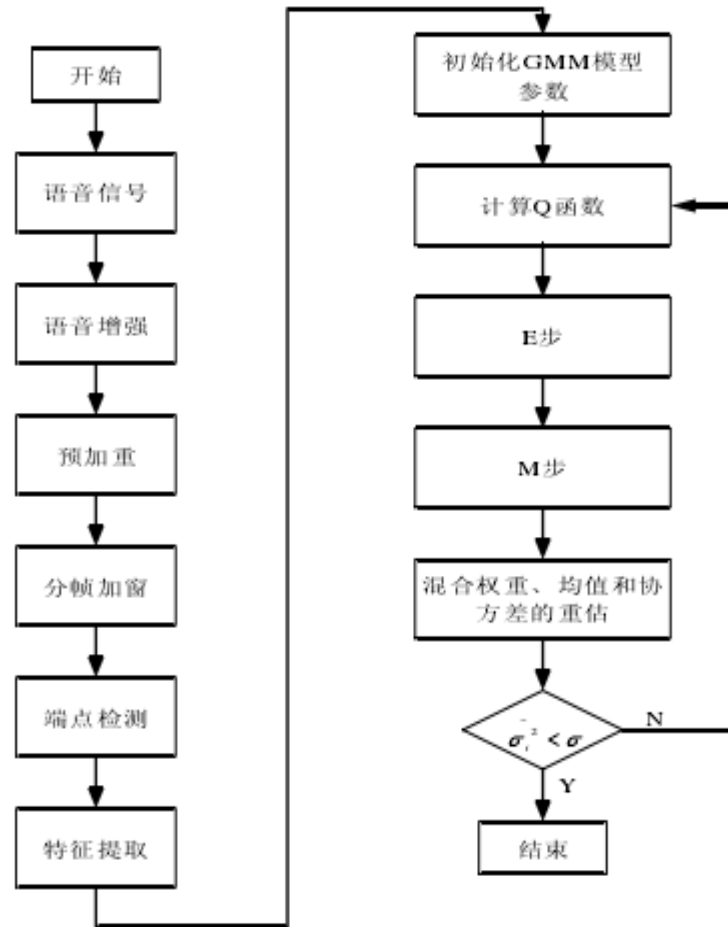 开始
语音信号
语音增强
预加重
分帧加窗
端点检测
特征提取
初始化GMM模型
参数
计算Q函数
E步
M步
混合权重、均值和协
方差的重估
σ̄ᵢ² < σ
N
Y
结束